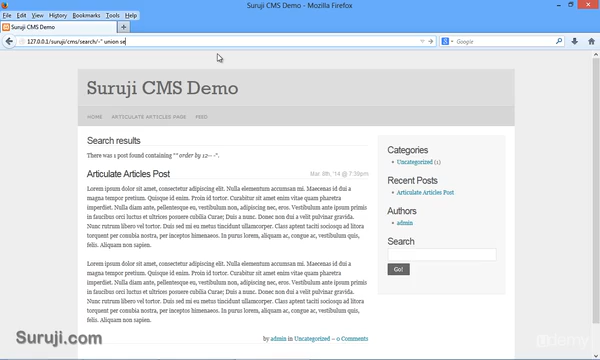 Suruji CMS Demo - Mozilla Firefox
File Edit View History Bookmarks Tools Help
Suruji CMS Demo
127.0.0.1/suruji/cms/search/-" union se
Google
Suruji CMS Demo
HOME ARTICULATE ARTICLES PAGE FEED
Search results
There was 1 post found containing "" order by 12-- -".
Articulate Articles Post
Mar. 8th, '14 @ 7:39pm
Lorem ipsum dolor sit amet, consectetur adipiscing elit. Nulla elementum accumsan mi. Maecenas id dui a
magna tempor pretium. Quisque id enim. Proin id tortor. Curabitur sit amet enim vitae quam pharetra
imperdiet. Nulla diam ante, pellentesque eu, vestibulum non, adipiscing nec, eros. Vestibulum ante ipsum primis
in faucibus orci luctus et ultrices posuere cubilia Curae; Duis a nunc. Donec non dui a velit pulvinar gravida.
Nunc rutrum libero vel tortor. Duis sed mi eu metus tincidunt ullamcorper. Class aptent taciti sociosqu ad litora
torquent per conubia nostra, per inceptos himenaeos. In purus lorem, aliquam ac, congue ac, vestibulum quis,
felis. Aliquam non sapien.
Lorem ipsum dolor sit amet, consectetur adipiscing elit. Nulla elementum accumsan mi. Maecenas id dui a
magna tempor pretium. Quisque id enim. Proin id tortor. Curabitur sit amet enim vitae quam pharetra
imperdiet. Nulla diam ante, pellentesque eu, vestibulum non, adipiscing nec, eros. Vestibulum ante ipsum primis
in faucibus orci luctus et ultrices posuere cubilia Curae; Duis a nunc. Donec non dui a velit pulvinar gravida.
Nunc rutrum libero vel tortor. Duis sed mi eu metus tincidunt ullamcorper. Class aptent taciti sociosqu ad litora
torquent per conubia nostra, per inceptos himenaeos. In purus lorem, aliquam ac, congue ac, vestibulum quis,
felis. Aliquam non sapien.
by admin in Uncategorized – 0 Comments
Categories
Uncategorized (1)
Recent Posts
Articulate Articles Post
Authors
admin
Search
Go!
Suruji.com
ûdemy